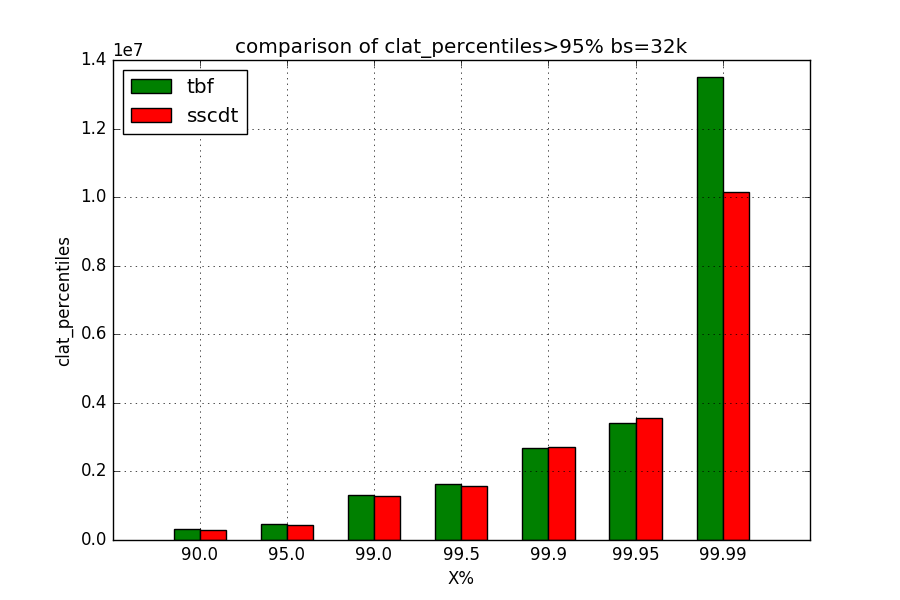 comparison of clat_percentiles>95% bs=32k
1e7
1.4
1.2
1.0
0.8
0.6
0.4
0.2
0.0
tbf
sscdt
clat_percentiles
90.0 95.0 99.0 99.5 99.9 99.95 99.99
X%